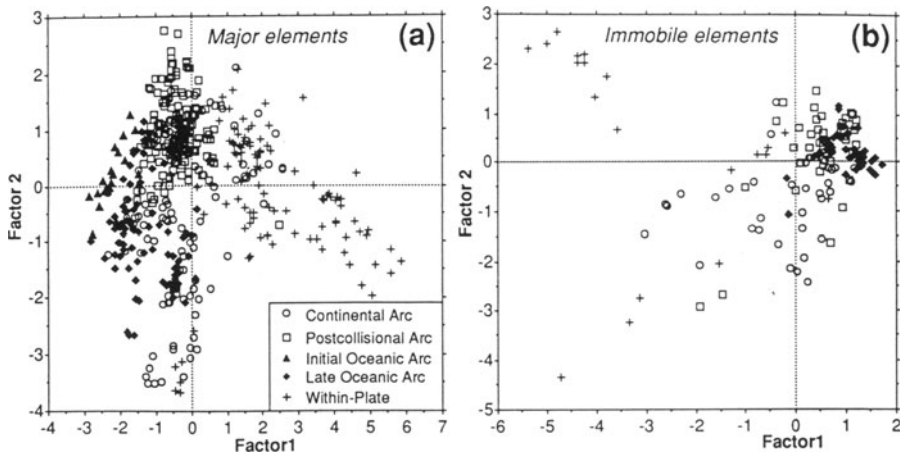 Major elements (a)
3
2
1
0
-1
-2
-3
-4
Factor 2
-4 -3 -2 -1 0 1 2 3 4 5 6 7
Factor1
Continental Arc
Postcollisional Arc
Initial Oceanic Arc
Late Oceanic Arc
Within-Plate
Immobile elements (b)
3
2
1
0
-1
-2
-3
-4
-5
Factor 2
-6 -5 -4 -3 -2 -1 0 1 2
Factor1